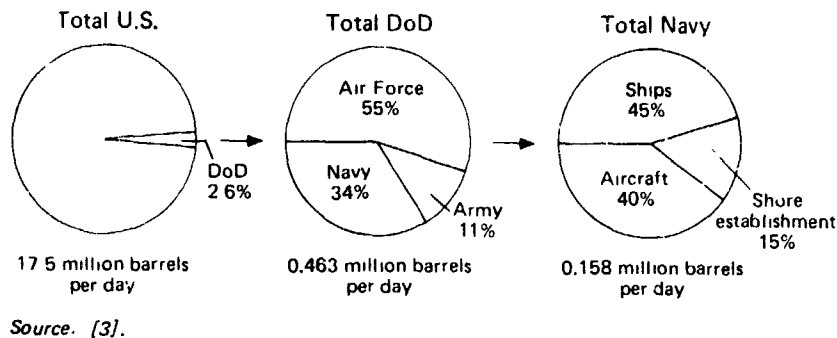 Total U.S.
DoD
2 6%
17 5 million barrels
per day
Total DoD
Air Force
55%
Navy
34%
Army
11%
0.463 million barrels
per day
Total Navy
Ships
45%
Aircraft
40%
Shore
establishment
15%
0.158 million barrels
per day
Source. [3].